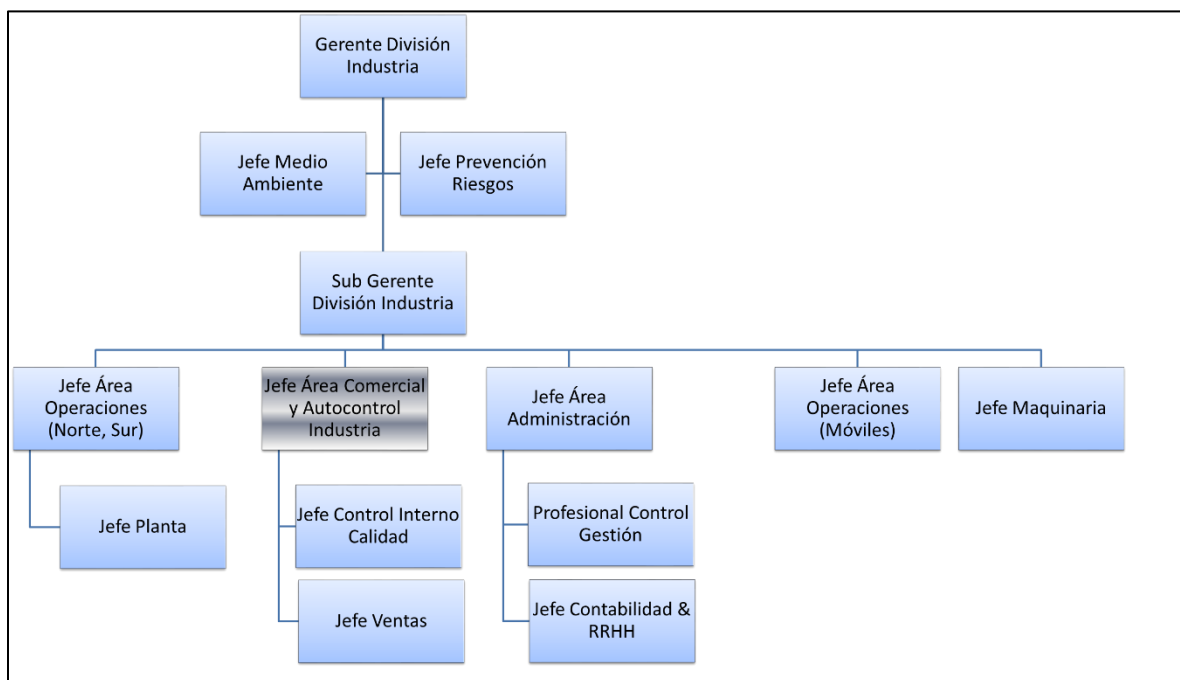 Gerente División
Industria
Jefe Medio
Ambiente
Jefe Prevención
Riesgos
Sub Gerente
División Industria
Jefe Área
Operaciones
(Norte, Sur)
Jefe Área Comercial
y Autocontrol
Industria
Jefe Área
Administración
Jefe Área
Operaciones
(Móviles)
Jefe Maquinaria
Jefe Planta
Jefe Control Interno
Calidad
Profesional Control
Gestión
Jefe Ventas
Jefe Contabilidad &
RRHH